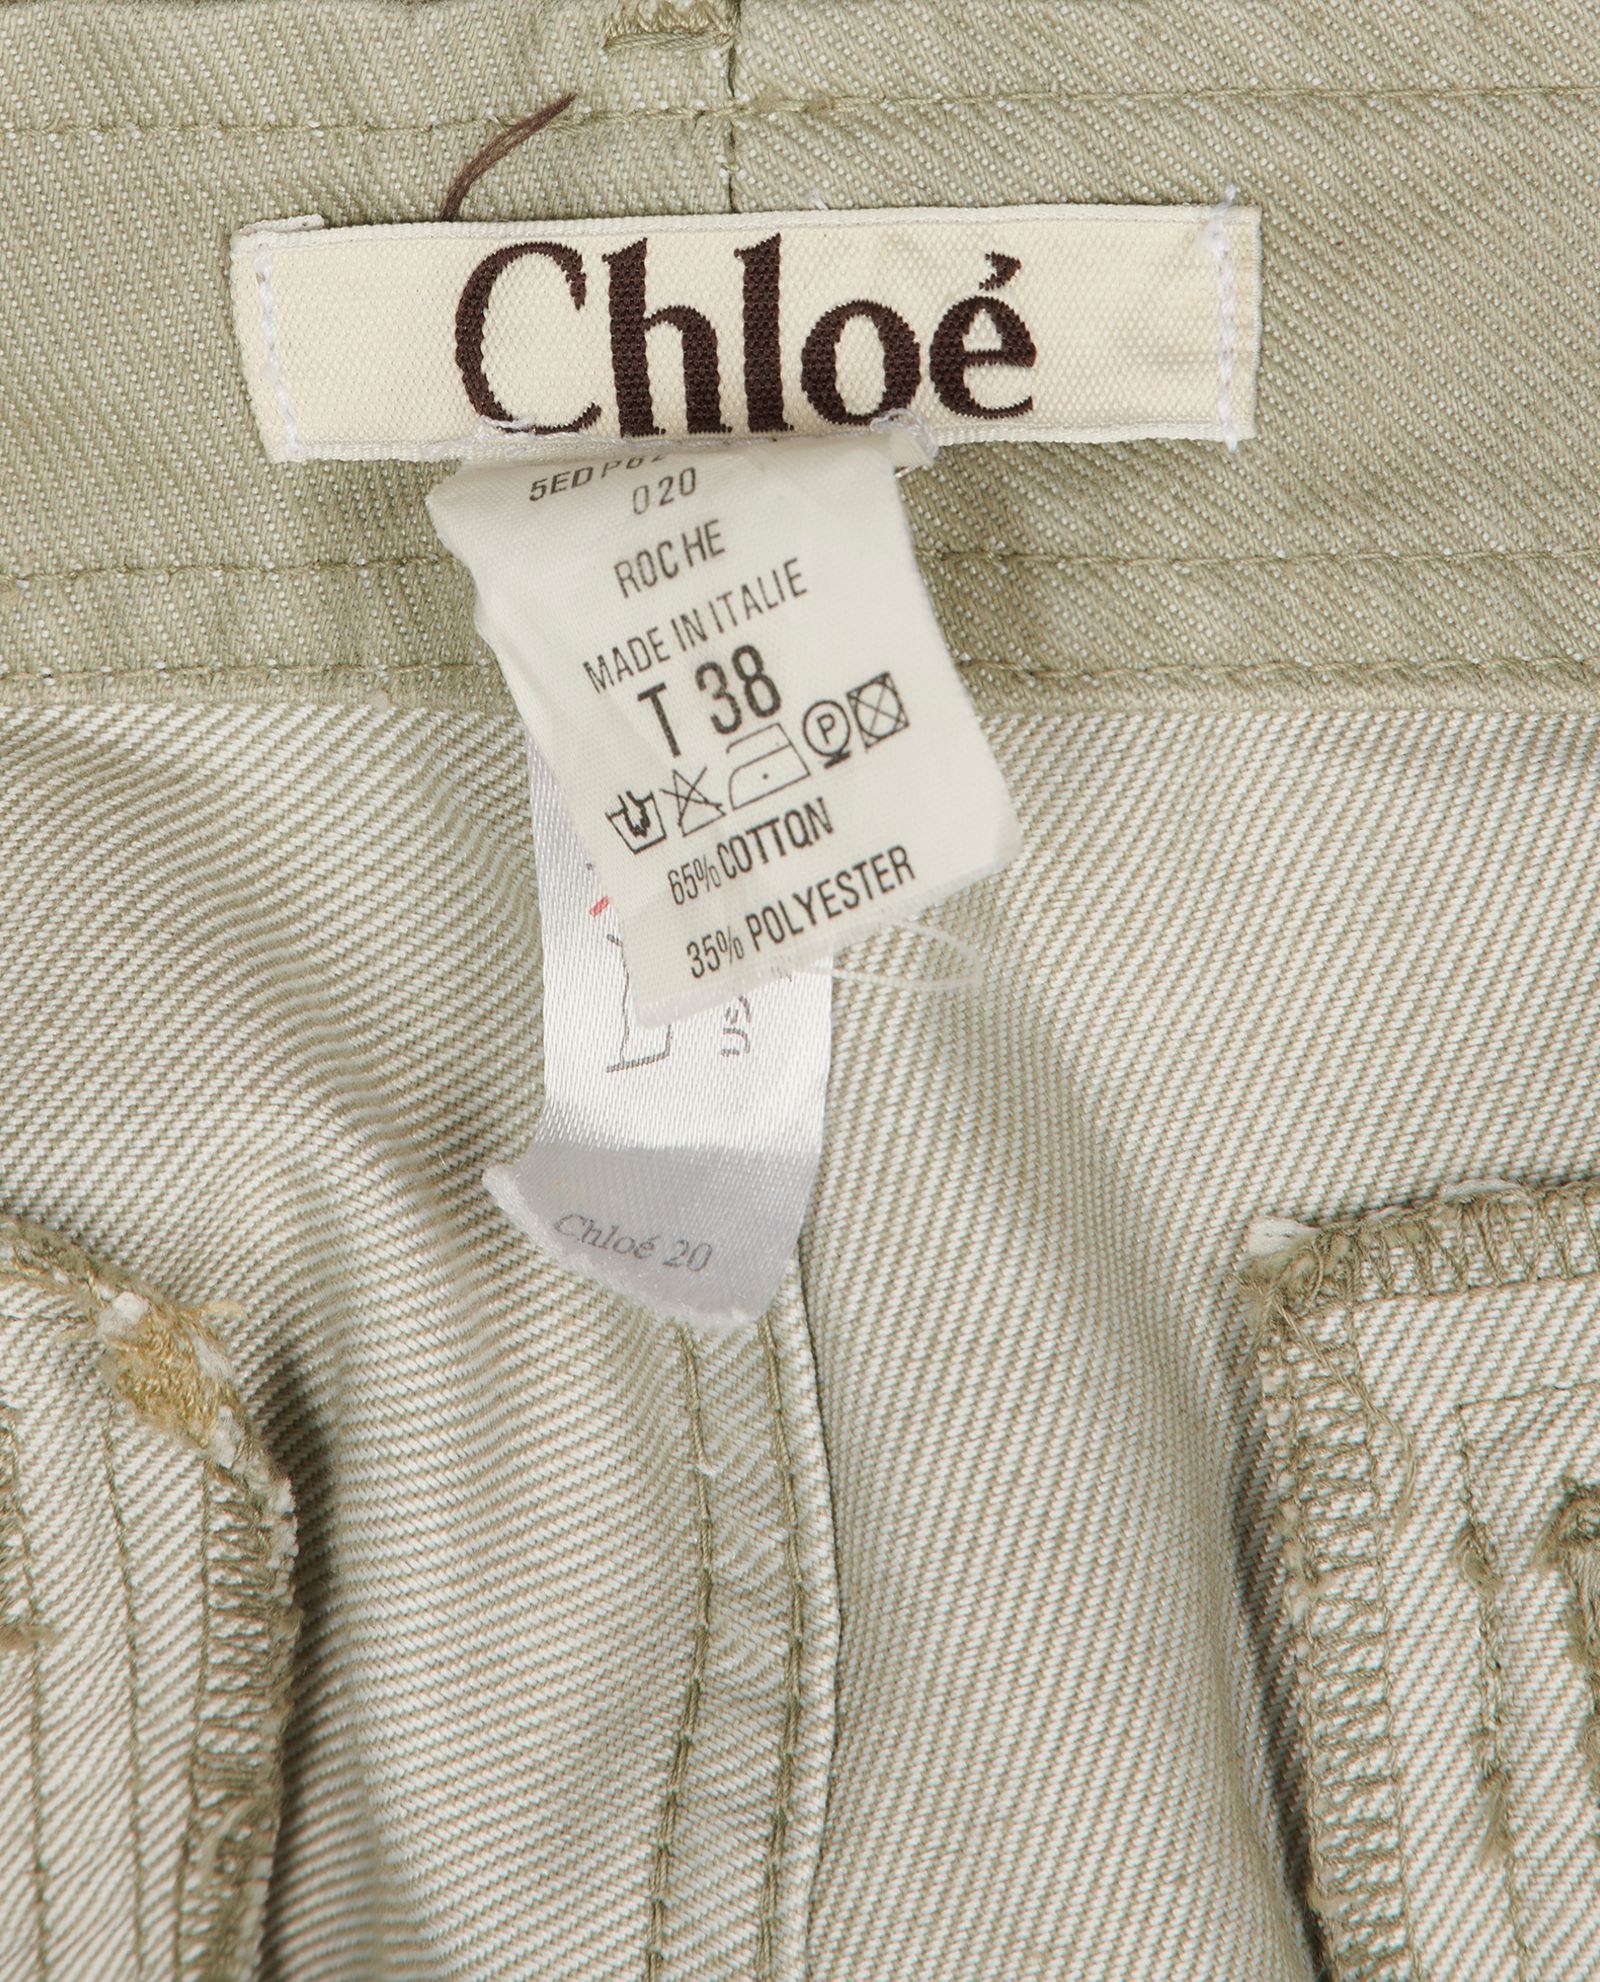 Chloé
020
ROCHE
MADE IN ITALIE
T 38
P
65% COTTON
35% POLYESTER
Chloé 20